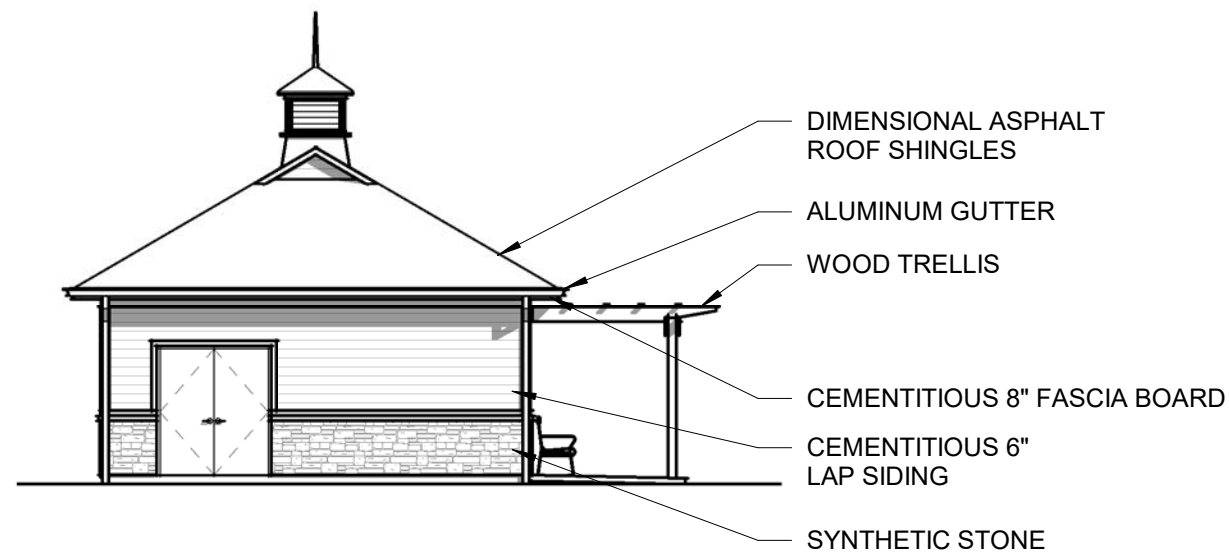 DIMENSIONAL ASPHALT
ROOF SHINGLES
ALUMINUM GUTTER
WOOD TRELLIS
CEMENTITIOUS 8" FASCIA BOARD
CEMENTITIOUS 6"
LAP SIDING
SYNTHETIC STONE